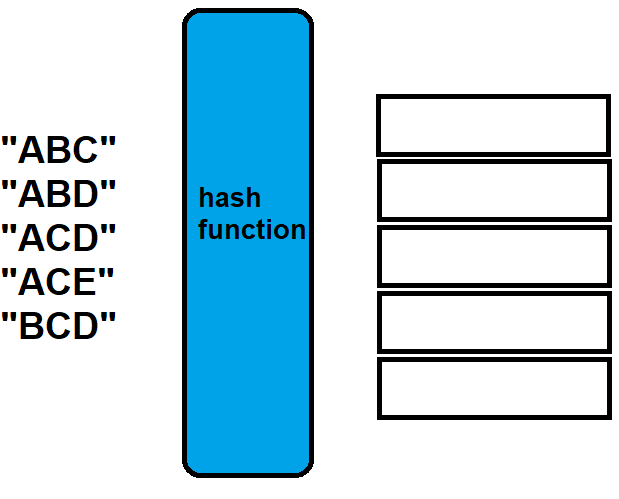 "ABC"
"ABD"
"ACD"
"ACE"
"BCD"
hash
function